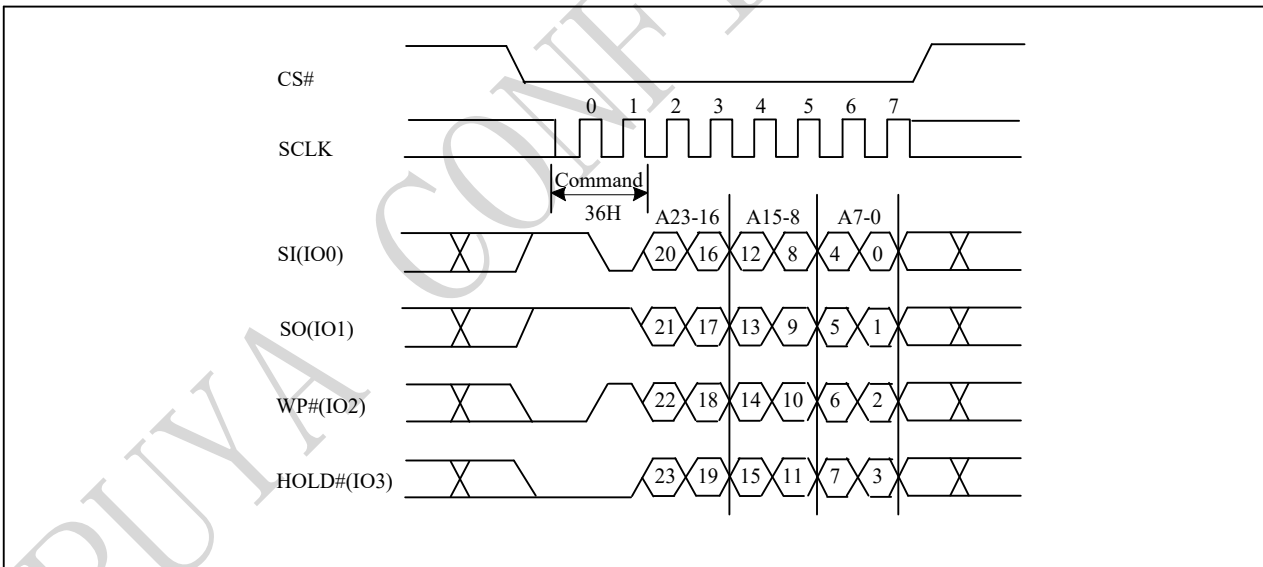 PUYA CONF
CS#
0 1 2 3 4 5 6 7
SCLK
Command
36H
A23-16 A15-8 A7-0
SI(IO0)
20 16 12 8 4 0
SO(IO1)
21 17 13 9 5 1
WP#(IO2)
22 18 14 10 6 2
HOLD#(IO3)
23 19 15 11 7 3